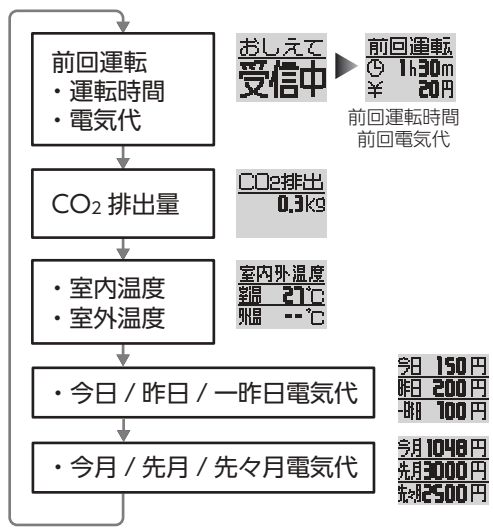 前回運転
・運転時間
・電気代
おしえて
受信中
前回運転
1h30m
¥ 20円
前回運転時間
前回電気代
CO2 排出量
CO2排出
0.3kg
・室内温度
・室外温度
室内外温度
室温 27℃
外温 --℃
・今日 / 昨日 / 一昨日電気代
今日 150円
昨日 200円
一昨日 100円
・今月 / 先月 / 先々月電気代
今月1048円
先月3000円
先々月2500円